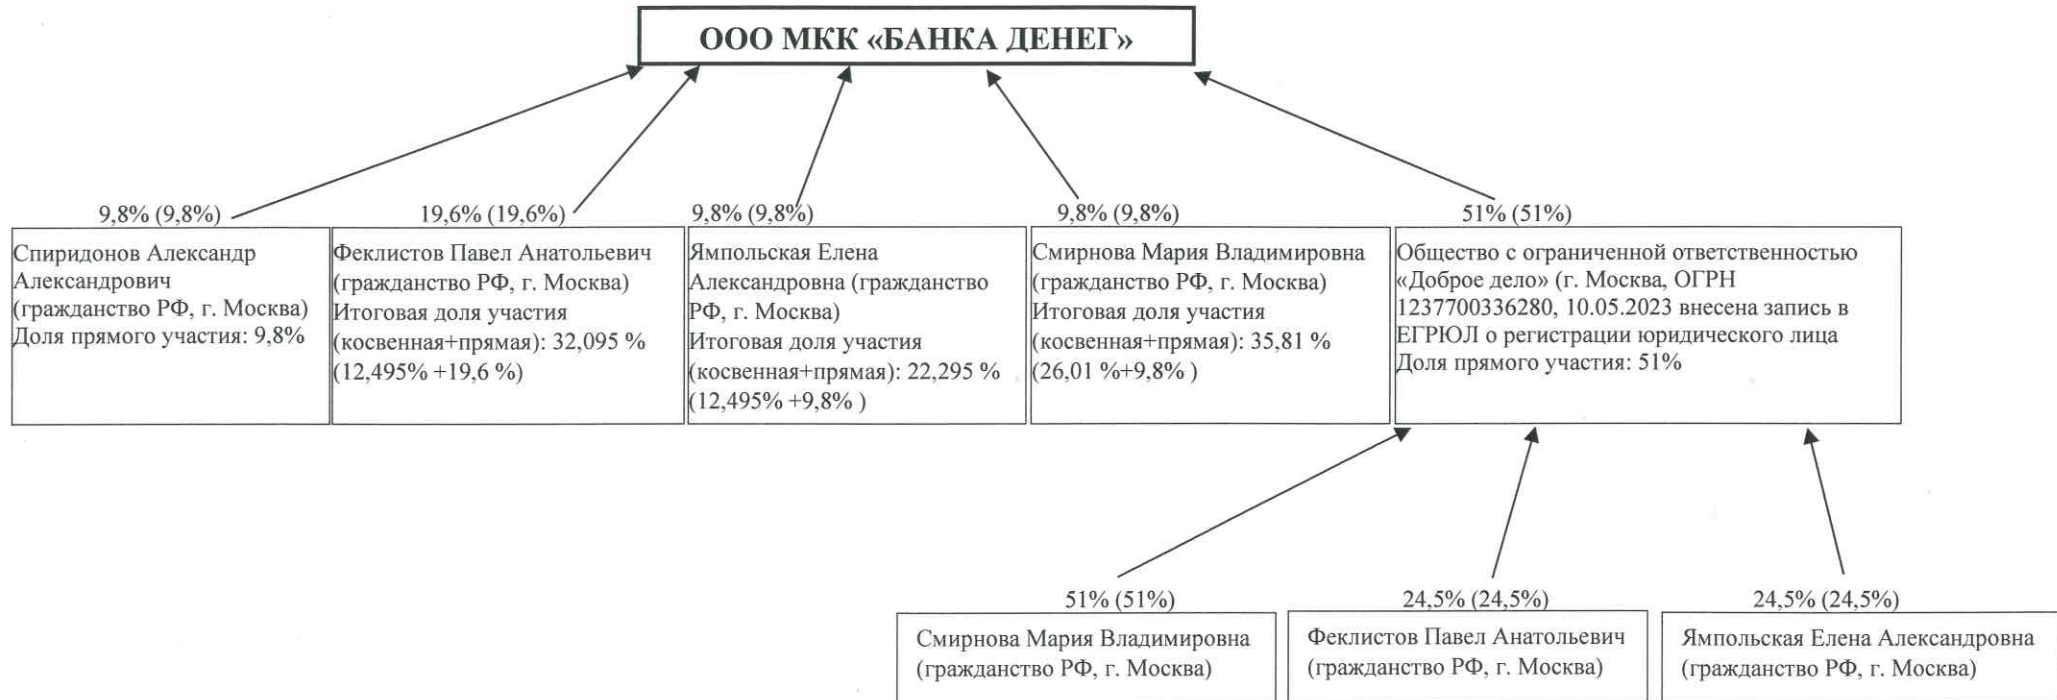 ООО МКК «БАНКА ДЕНЕГ»
9,8% (9,8%)
19,6% (19,6%)
9,8% (9,8%)
9,8% (9,8%)
51% (51%)
Спиридонов Александр
Александрович
(гражданство РФ, г. Москва)
Доля прямого участия: 9,8%
Феклистов Павел Анатольевич
(гражданство РФ, г. Москва)
Итоговая доля участия
(косвенная+прямая): 32,095 %
(12,495% +19,6 %)
Ямпольская Елена
Александровна (гражданство
РФ, г. Москва)
Итоговая доля участия
(косвенная+прямая): 22,295 %
(12,495% +9,8% )
Смирнова Мария Владимировна
(гражданство РФ, г. Москва)
Итоговая доля участия
(косвенная+прямая): 35,81 %
(26,01 %+9,8% )
Общество с ограниченной ответственностью
«Доброе дело» (г. Москва, ОГРН
1237700336280, 10.05.2023 внесена запись в
ЕГРЮЛ о регистрации юридического лица
Доля прямого участия: 51%
51% (51%)
24,5% (24,5%)
24,5% (24,5%)
Смирнова Мария Владимировна
(гражданство РФ, г. Москва)
Феклистов Павел Анатольевич
(гражданство РФ, г. Москва)
Ямпольская Елена Александровна
(гражданство РФ, г. Москва)